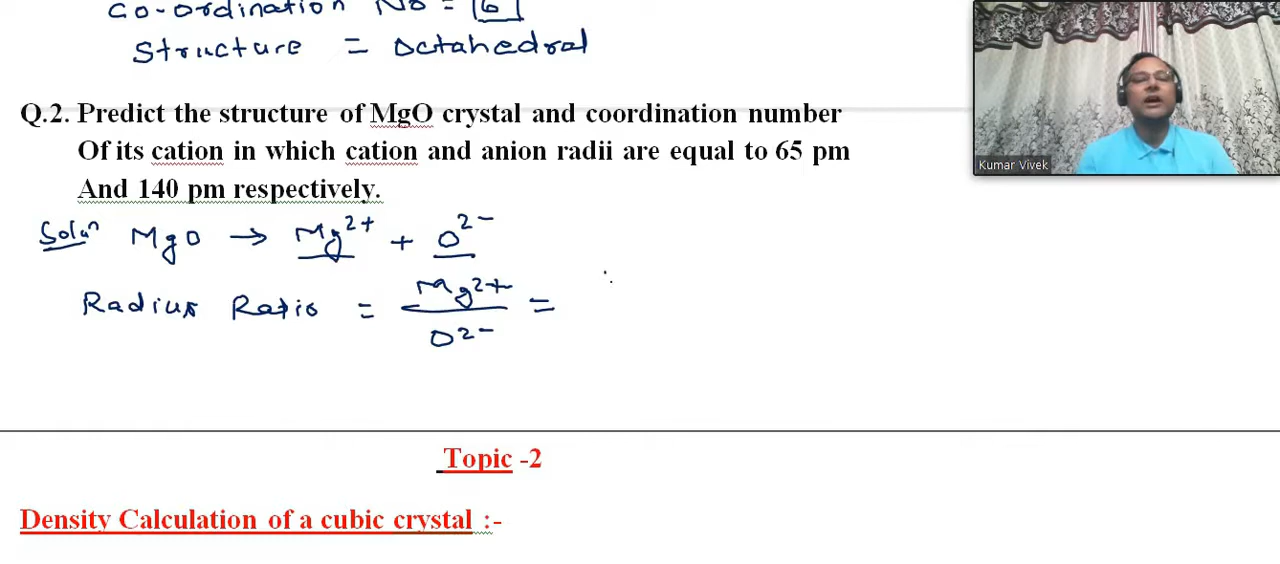 Co-ordination No = 6
Structure = Octahedral
Q.2. Predict the structure of MgO crystal and coordination number
Of its cation in which cation and anion radii are equal to 65 pm
And 140 pm respectively.
Soluⁿ MgO → Mg²⁺ + O²⁻
Radius Ratio = Mg²⁺ / O²⁻ =
Topic -2
Density Calculation of a cubic crystal :-
Kumar Vivek